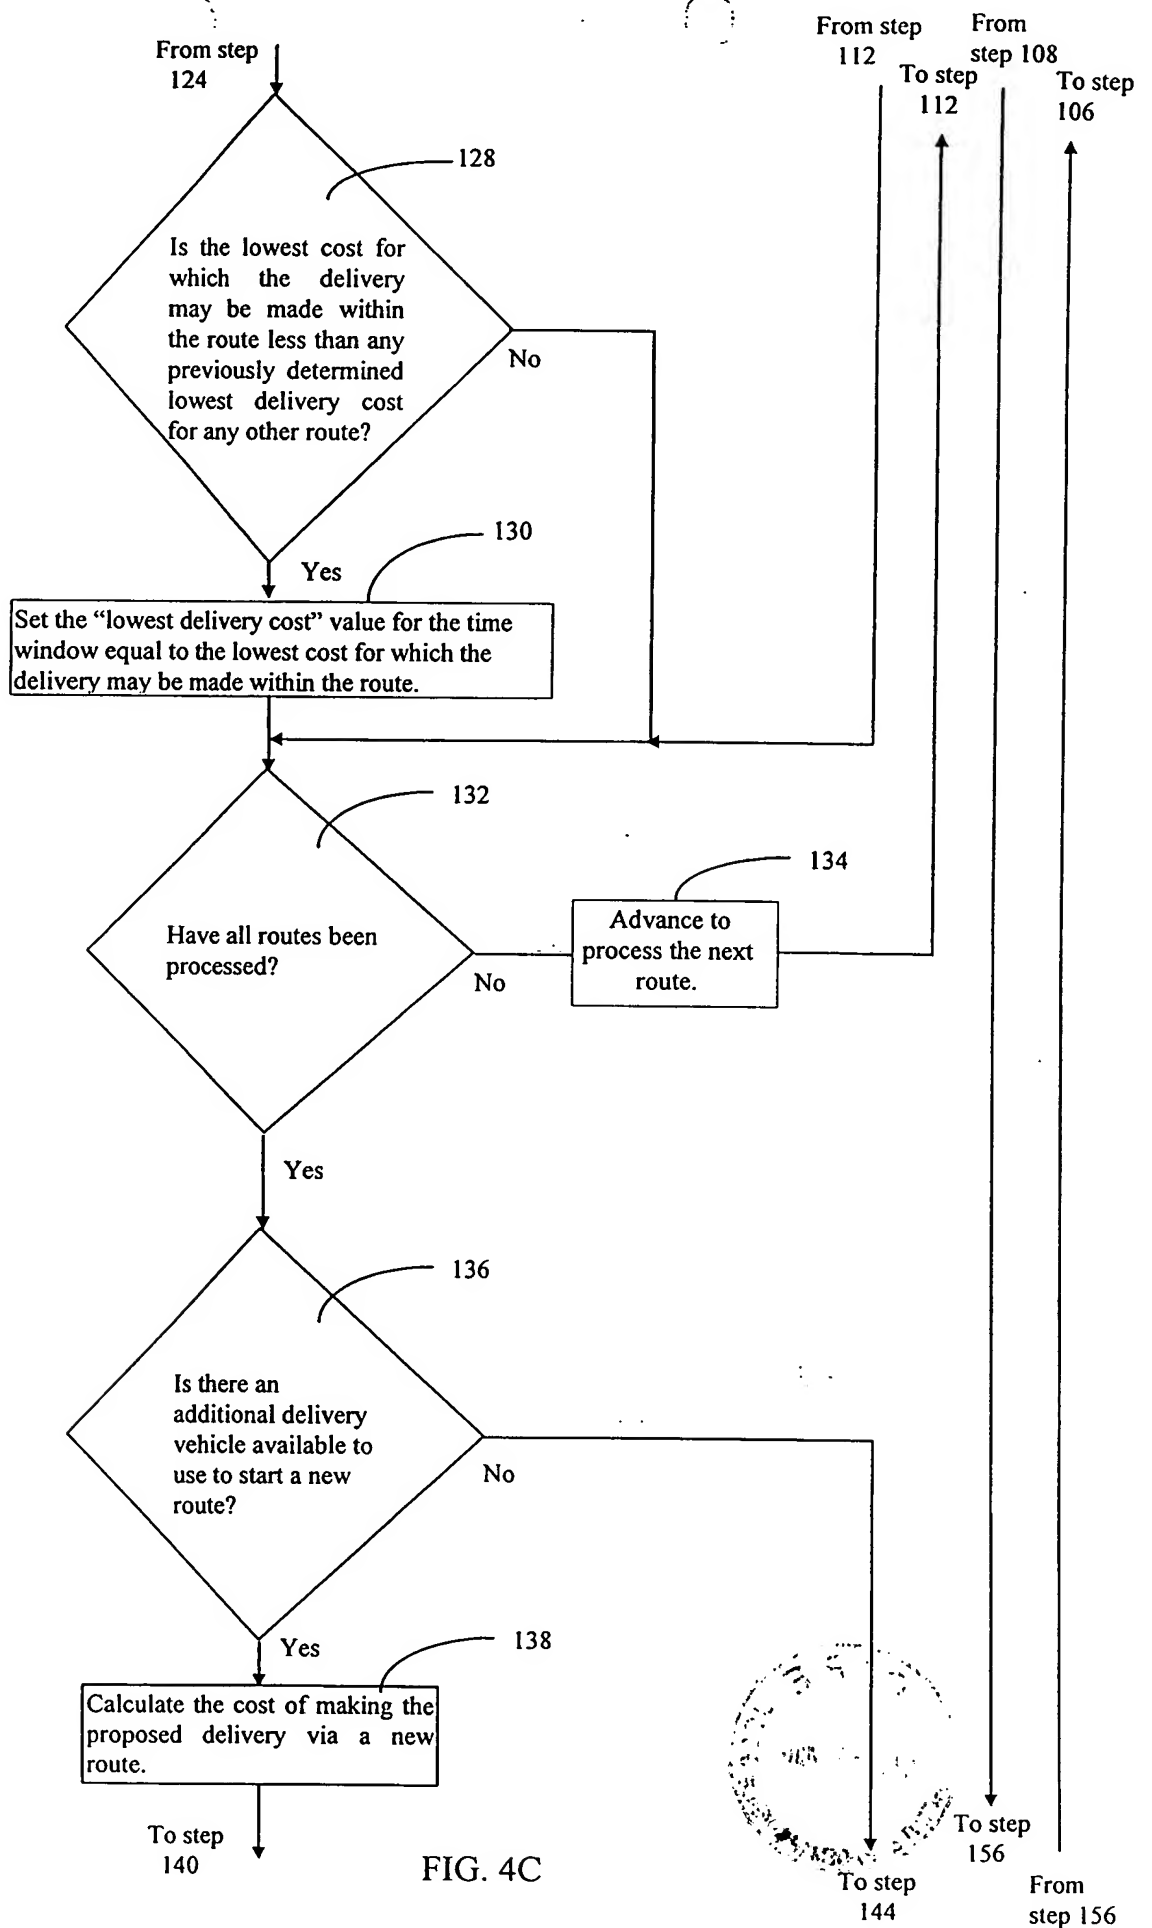 From step
124
From step
112
To step
112
From
step 108
To step
106
128
Is the lowest cost for
which the delivery
may be made within
the route less than any
previously determined
lowest delivery cost
for any other route?
No
130
Yes
Set the “lowest delivery cost” value for the time
window equal to the lowest cost for which the
delivery may be made within the route.
132
134
Have all routes been
processed?
No
Advance to
process the next
route.
Yes
136
Is there an
additional delivery
vehicle available to
use to start a new
route?
No
Yes
138
Calculate the cost of making the
proposed delivery via a new
route.
To step
140
FIG. 4C
To step
144
To step
156
From
step 156